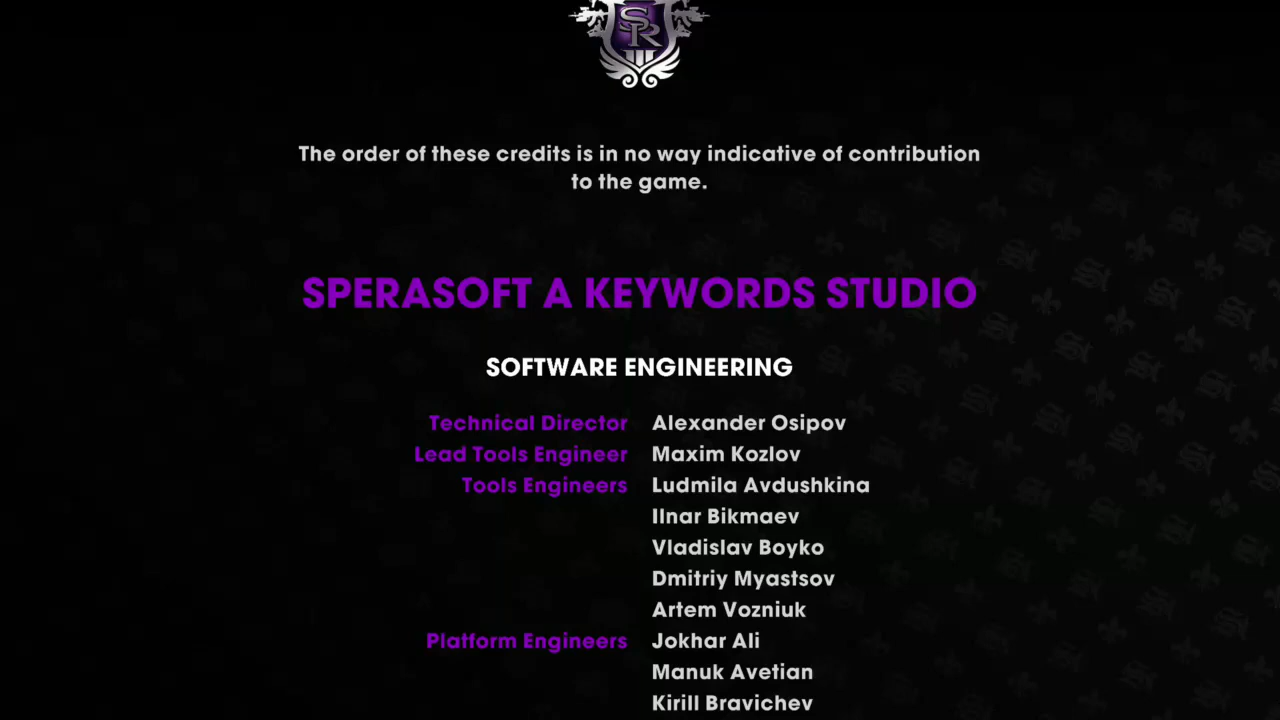 SR
The order of these credits is in no way indicative of contribution
to the game.
SPERASOFT A KEYWORDS STUDIO
SOFTWARE ENGINEERING
Technical Director Alexander Osipov
Lead Tools Engineer Maxim Kozlov
Tools Engineers Ludmila Avdushkina
Ilnar Bikmaev
Vladislav Boyko
Dmitriy Myastsov
Artem Vozniuk
Platform Engineers Jokhar Ali
Manuk Avetian
Kirill Bravichev